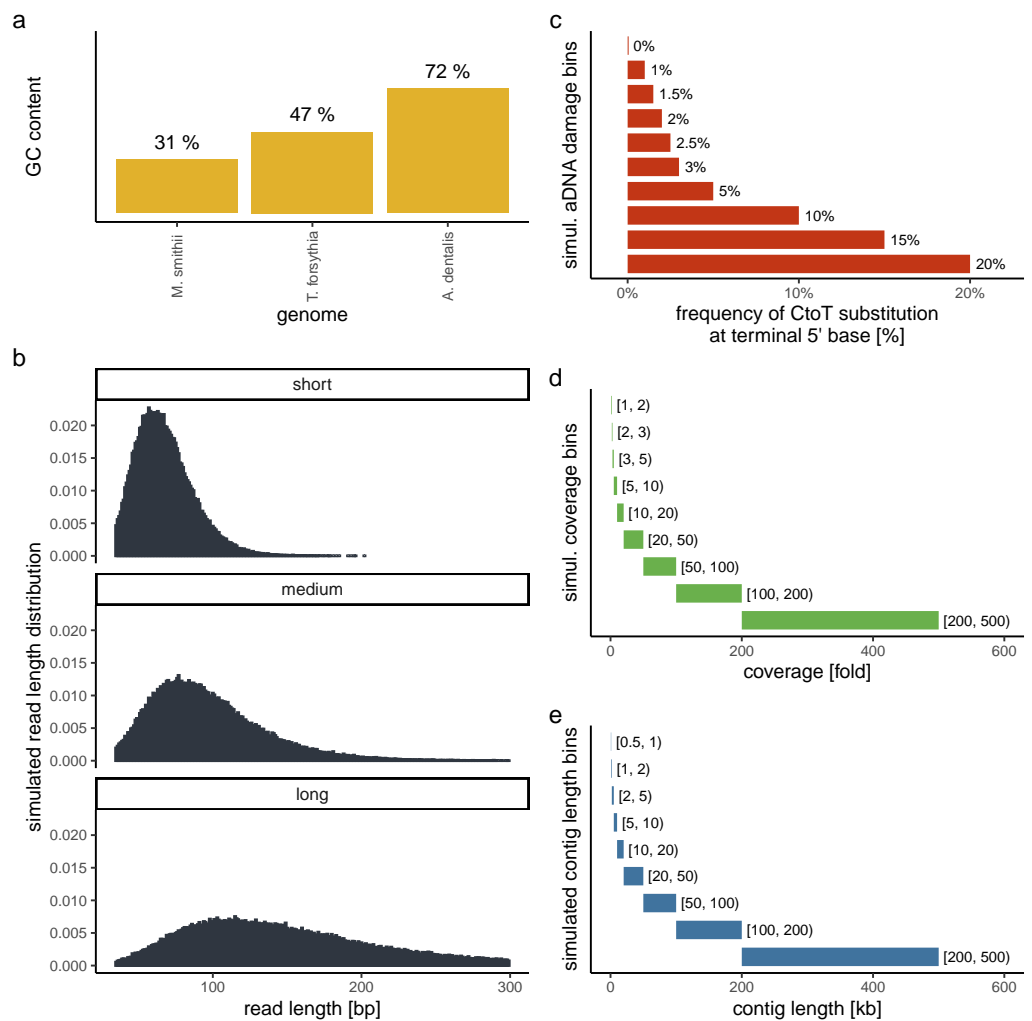 a
GC content
31 %
47 %
72 %
M. smithii
T. forsythia
A. dentalis
genome
b
simulated read length distribution
short
0.020
0.015
0.010
0.005
0.000
medium
0.020
0.015
0.010
0.005
0.000
long
0.020
0.015
0.010
0.005
0.000
100
200
300
read length [bp]
c
simul. aDNA damage bins
0%
1%
1.5%
2%
2.5%
3%
5%
10%
15%
20%
0%
10%
20%
frequency of CtoT substitution
at terminal 5' base [%]
d
simul. coverage bins
[1, 2)
[2, 3)
[3, 5)
[5, 10)
[10, 20)
[20, 50)
[50, 100)
[100, 200)
[200, 500)
0
200
400
600
coverage [fold]
e
simulated contig length bins
[0.5, 1)
[1, 2)
[2, 5)
[5, 10)
[10, 20)
[20, 50)
[50, 100)
[100, 200)
[200, 500)
0
200
400
600
contig length [kb]